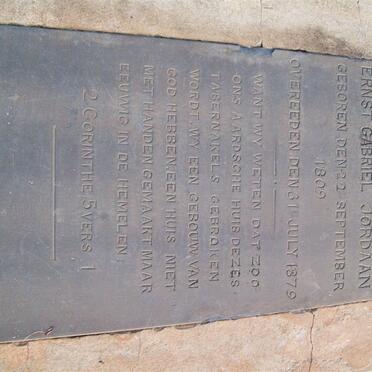 ERNST GABRIEL JORDAAN
GEBOREN DEN 22 SEPTEMBER
1809
OVEREEDEN DEN 31 JULY 1879
WANT WY WETEN DAT ZOO
ONS AARDSCHE HUIS DEZES
TABERNAKELS GEBROKEN
WORDT, WY EEN GEBOUW VAN
GOD HEBBEN EEN HUIS NIET
MET HANDEN GEMAAKT MAAR
EEUWIG IN DE HEMELEN;
2 CORINTHE 5 VERS 1